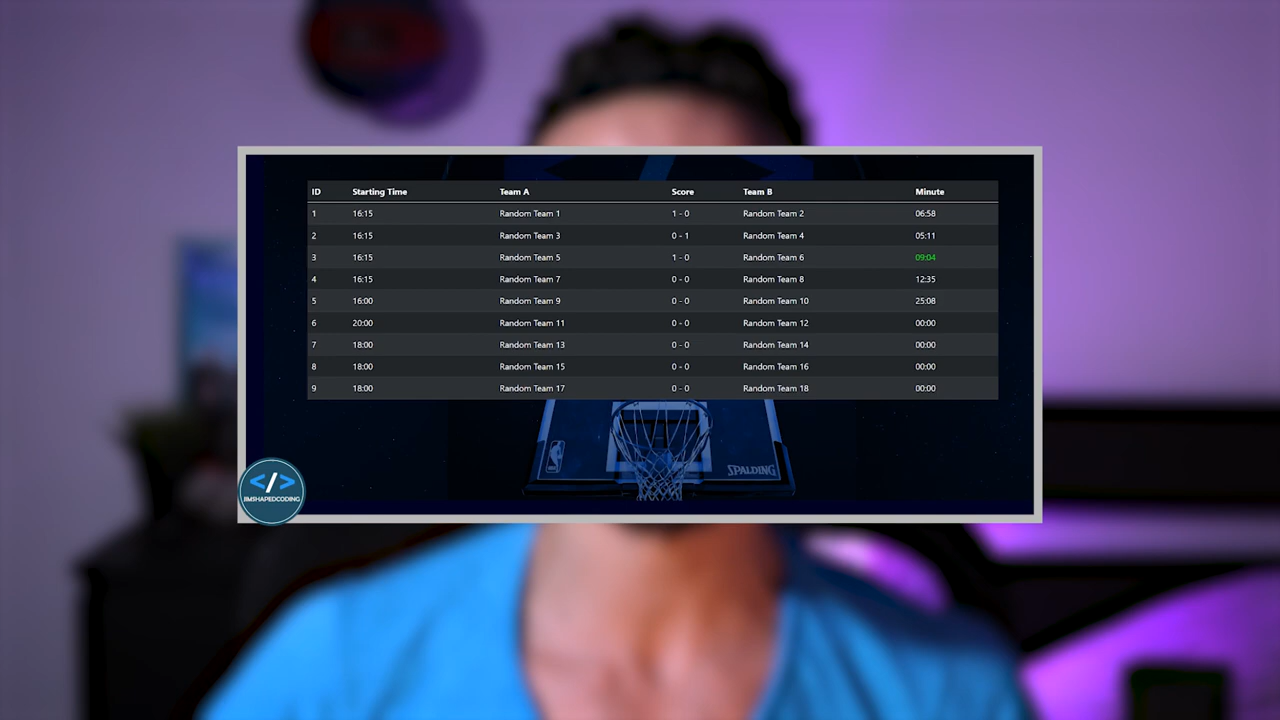 ID Starting Time Team A Score Team B Minute
1 16:15 Random Team 1 1 - 0 Random Team 2 06:58
2 16:15 Random Team 3 0 - 1 Random Team 4 05:11
3 16:15 Random Team 5 1 - 0 Random Team 6 09:04
4 16:15 Random Team 7 0 - 0 Random Team 8 12:35
5 16:00 Random Team 9 0 - 0 Random Team 10 25:08
6 20:00 Random Team 11 0 - 0 Random Team 12 00:00
7 18:00 Random Team 13 0 - 0 Random Team 14 00:00
8 18:00 Random Team 15 0 - 0 Random Team 16 00:00
9 18:00 Random Team 17 0 - 0 Random Team 18 00:00
SPALDING
</>
JIMSHAPEDCODING